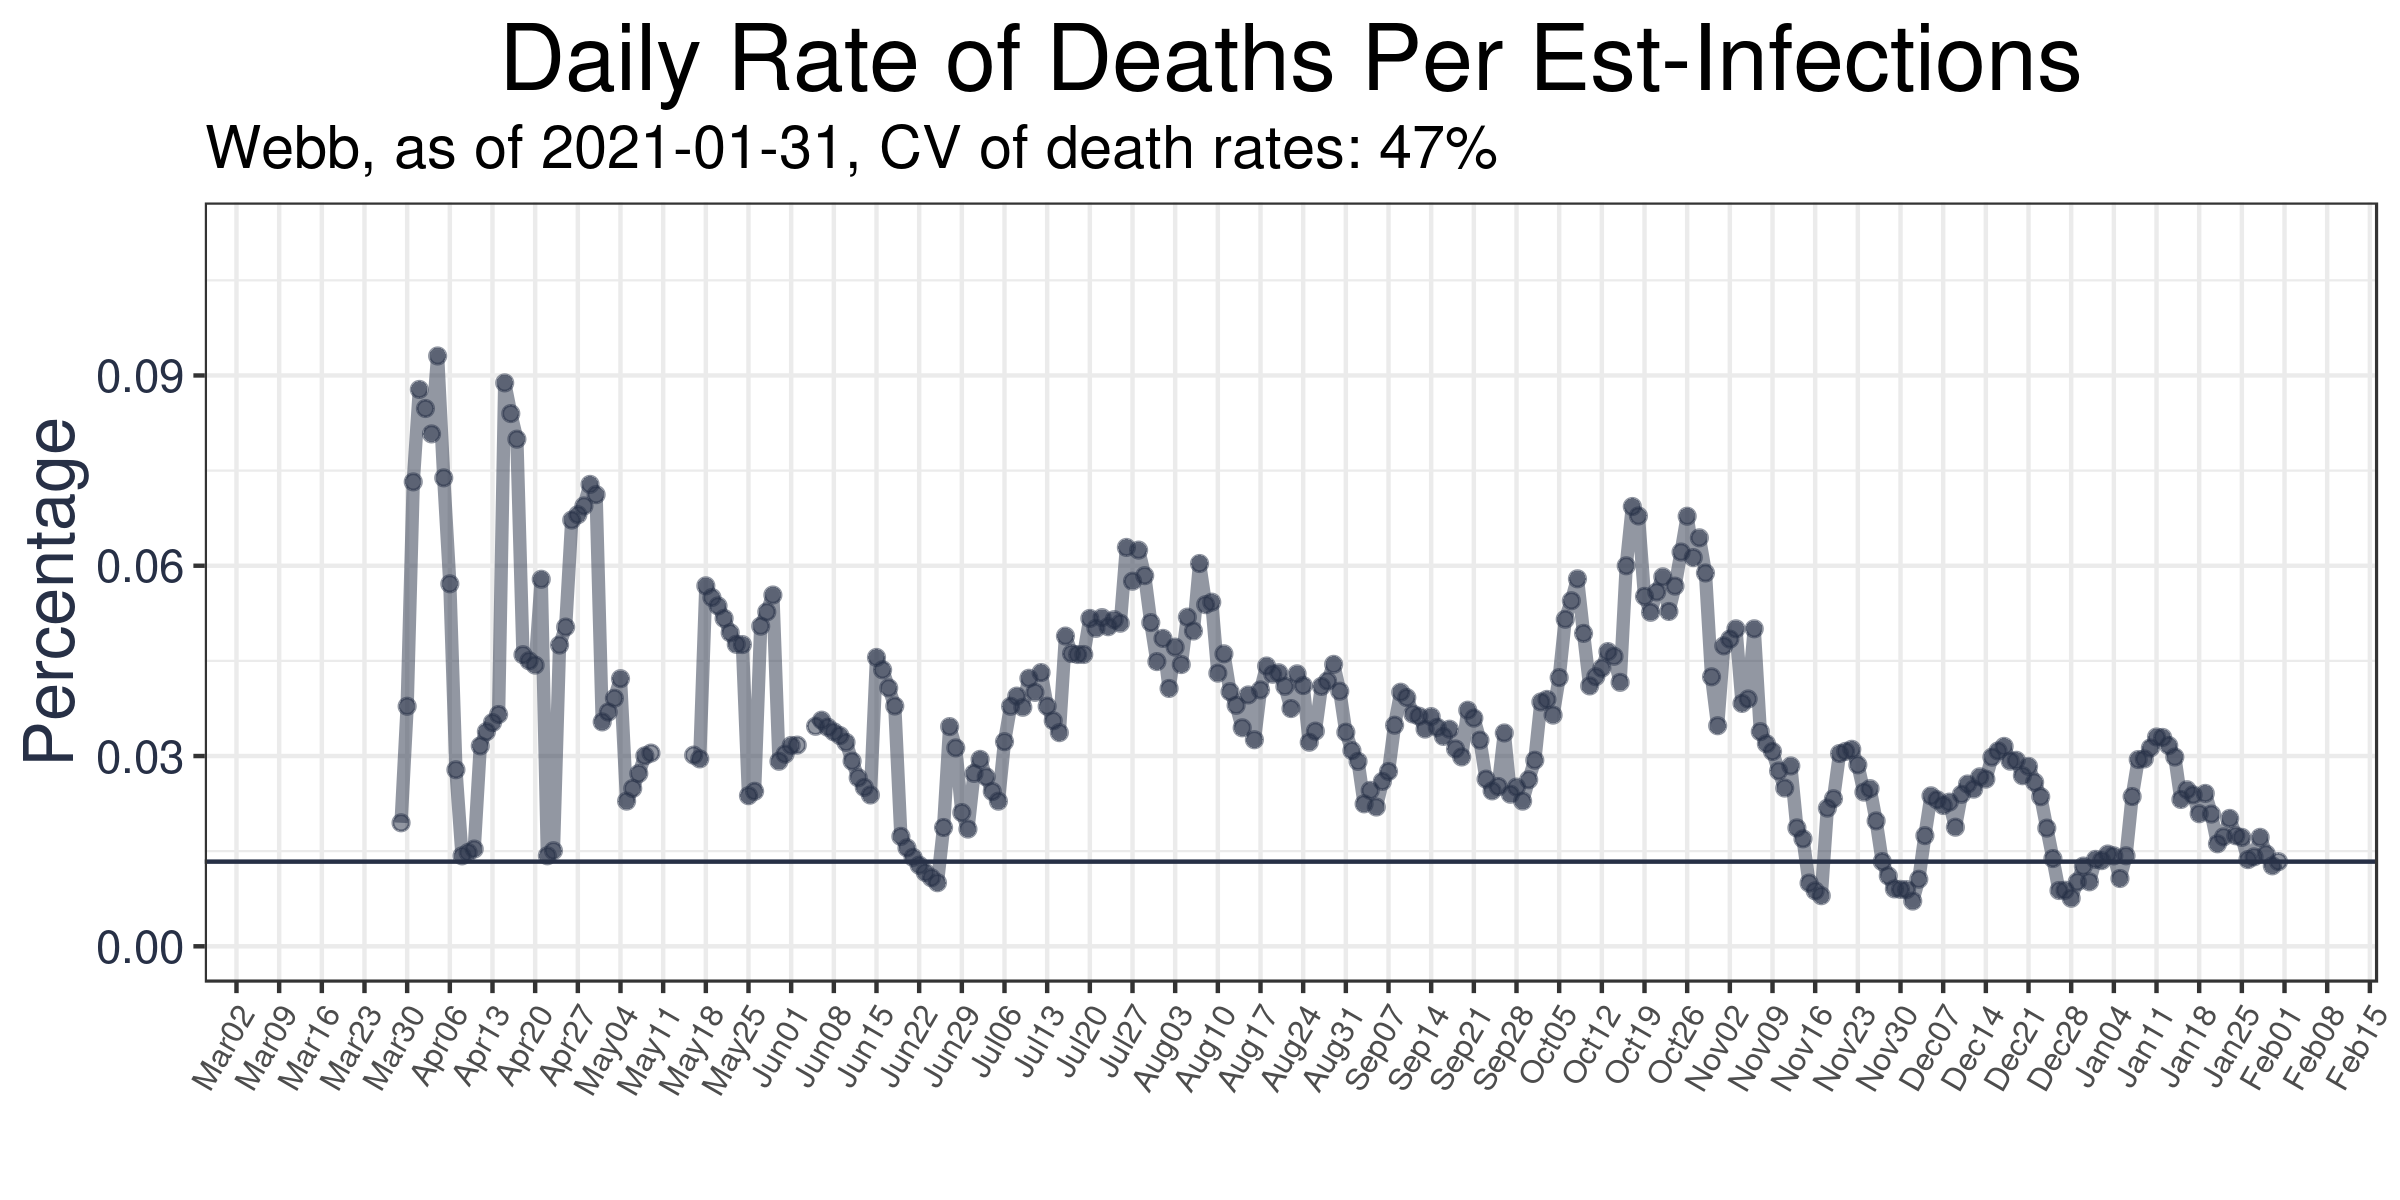 Daily Rate of Deaths Per Est-Infections
Webb, as of 2021-01-31, CV of death rates: 47%
Percentage
0.09
0.06
0.03
0.00
Mar02
Mar09
Mar16
Mar23
Mar30
Apr06
Apr13
Apr20
Apr27
May04
May11
May18
May25
Jun01
Jun08
Jun15
Jun22
Jun29
Jul06
Jul13
Jul20
Jul27
Aug03
Aug10
Aug17
Aug24
Aug31
Sep07
Sep14
Sep21
Sep28
Oct05
Oct12
Oct19
Oct26
Nov02
Nov09
Nov16
Nov23
Nov30
Dec07
Dec14
Dec21
Dec28
Jan04
Jan11
Jan18
Jan25
Feb01
Feb08
Feb15